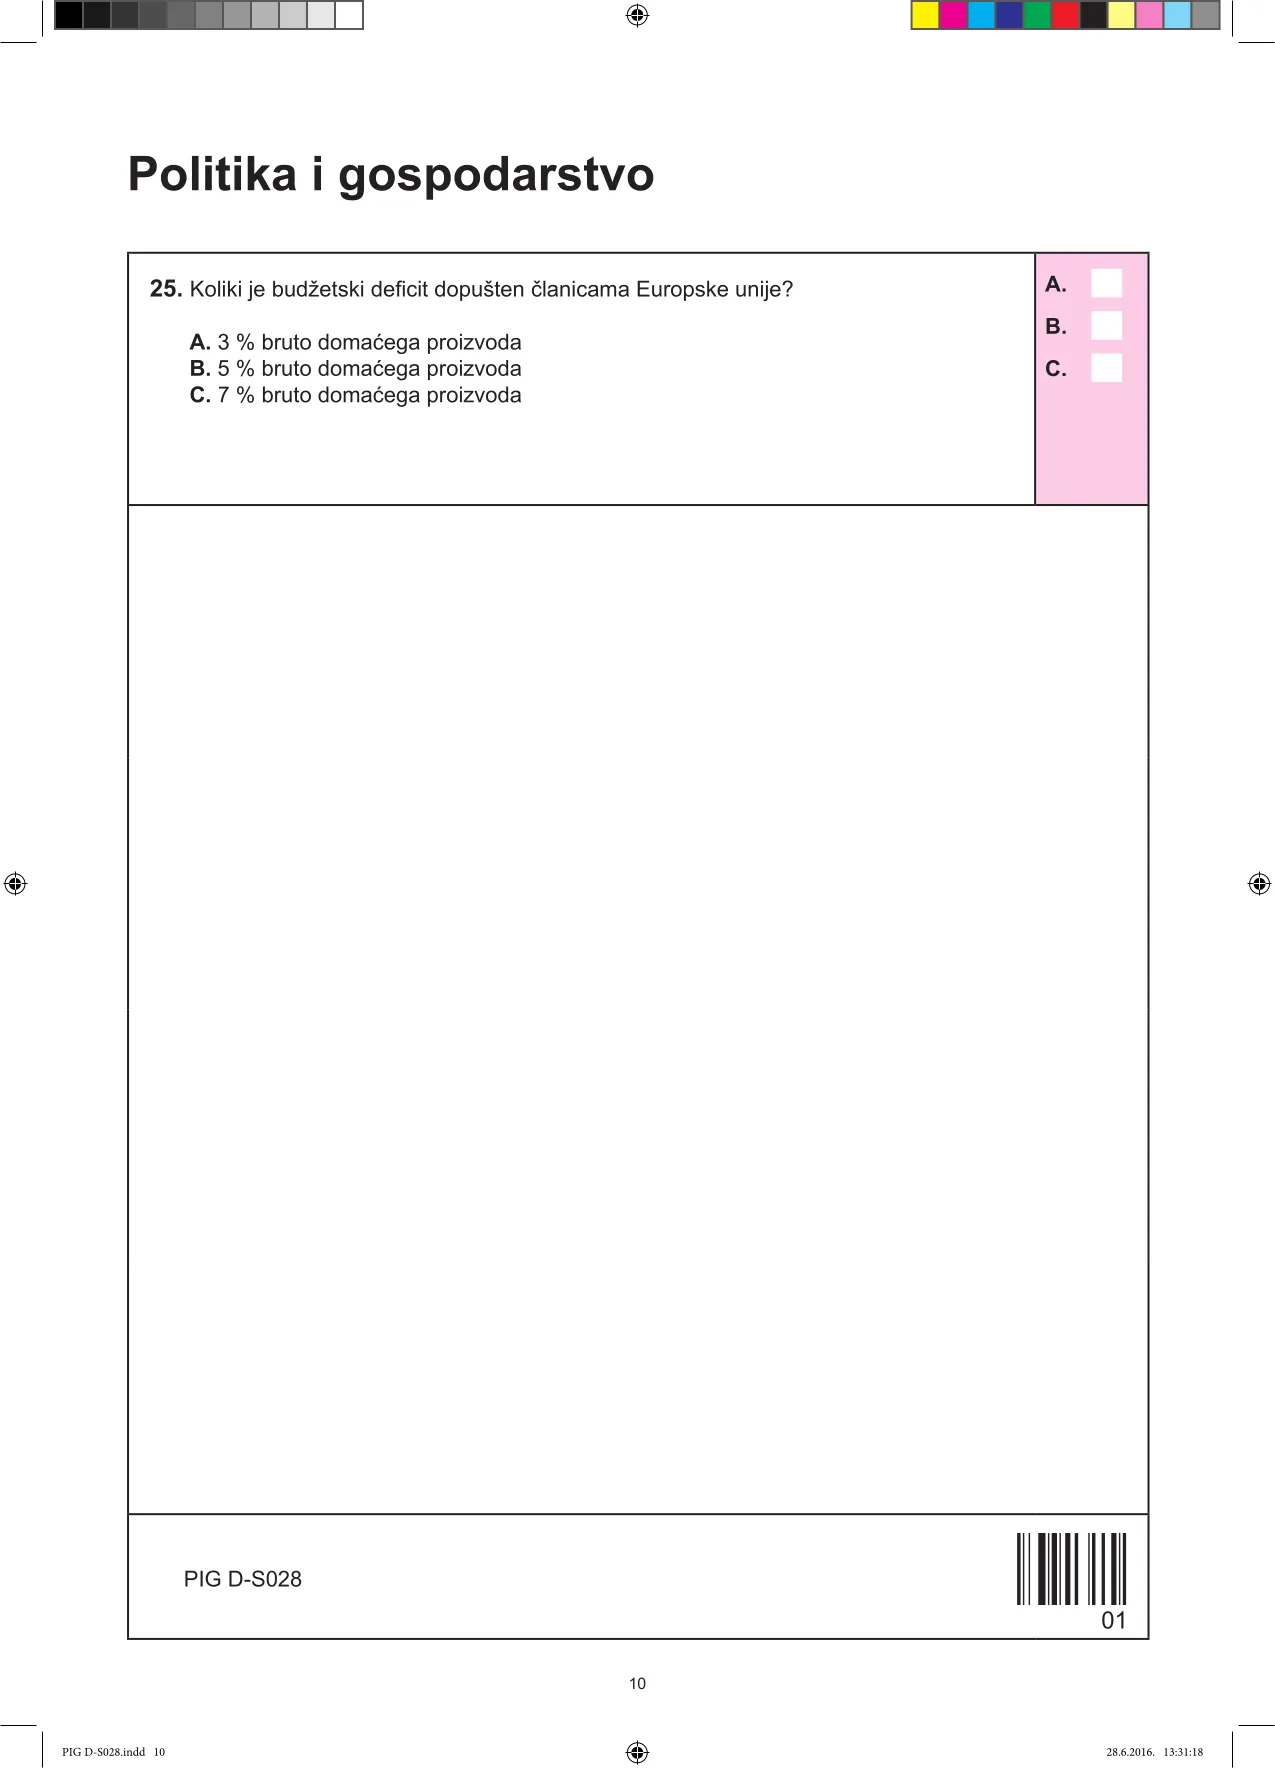 Politika i gospodarstvo
25. Koliki je budžetski deficit dopušten članicama Europske unije?
A. 3 % bruto domaćega proizvoda
B. 5 % bruto domaćega proizvoda
C. 7 % bruto domaćega proizvoda
A.
B.
C.
PIG D-S028
01
10
PIG D-S028.indd   10
28.6.2016.   13:31:18